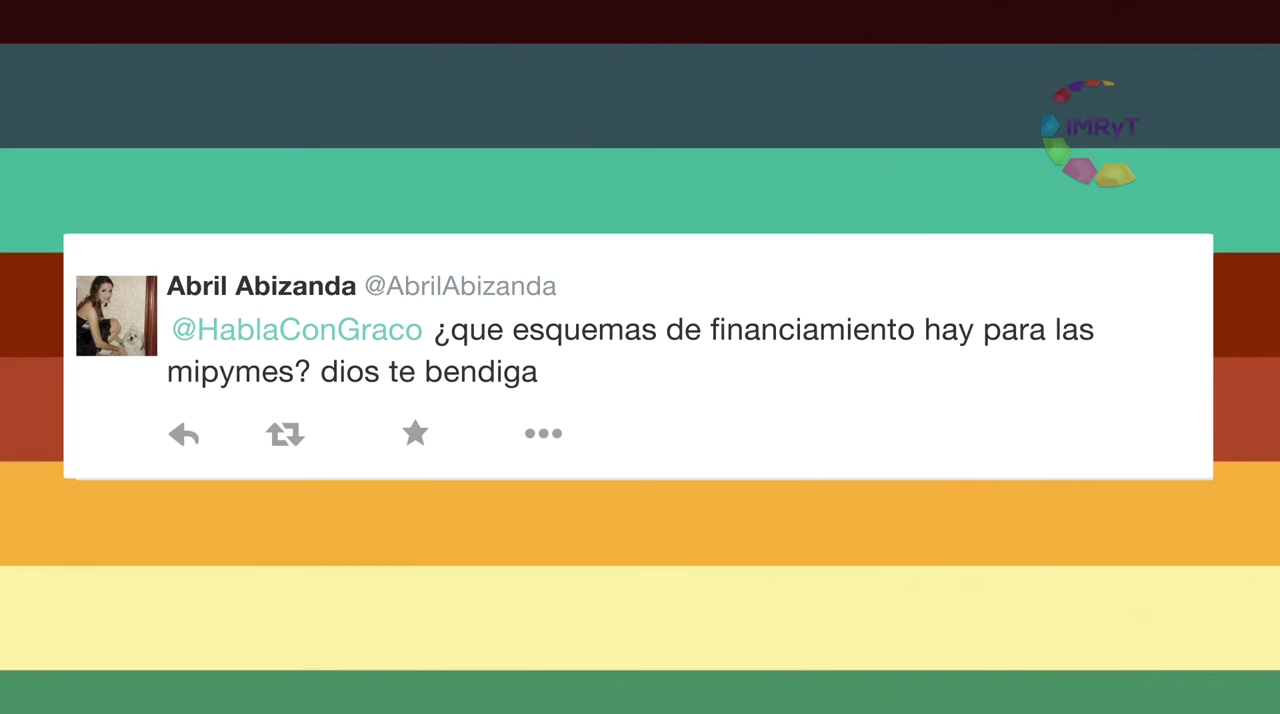 IMRyT
Abril Abizanda @AbrilAbizanda
@HablaConGraco ¿que esquemas de financiamiento hay para las
mipymes? dios te bendiga